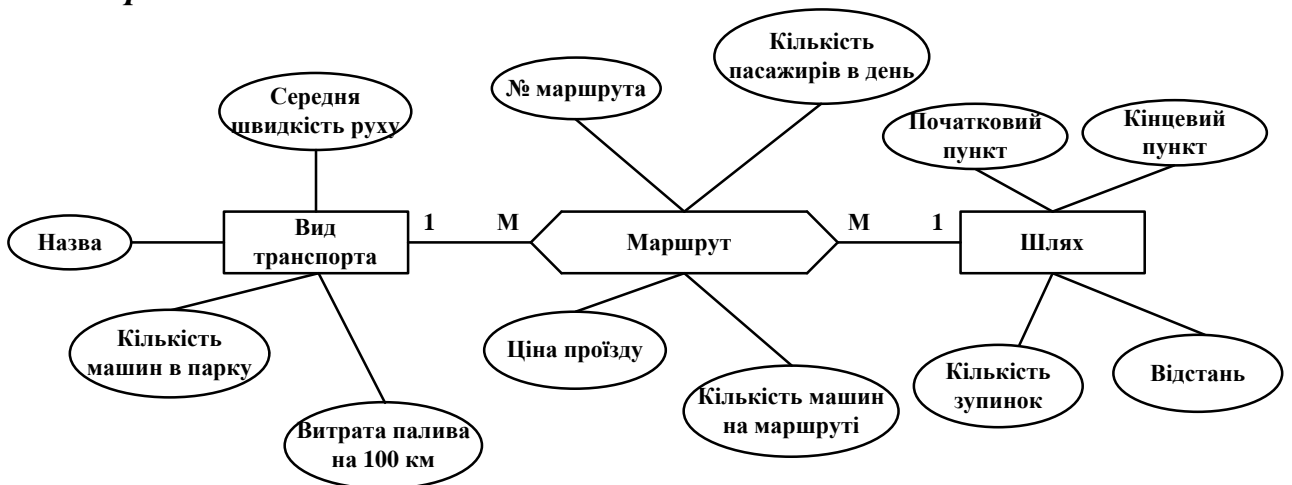 Кількість
пасажирів в день
№ маршрута
Середня
швидкість руху
Початковий
пункт
Кінцевий
пункт
Назва
Вид
транспорта
1
М
Маршрут
М
1
Шлях
Кількість
машин в парку
Ціна проїзду
Кількість
зупинок
Відстань
Кількість машин
на маршруті
Витрата палива
на 100 км